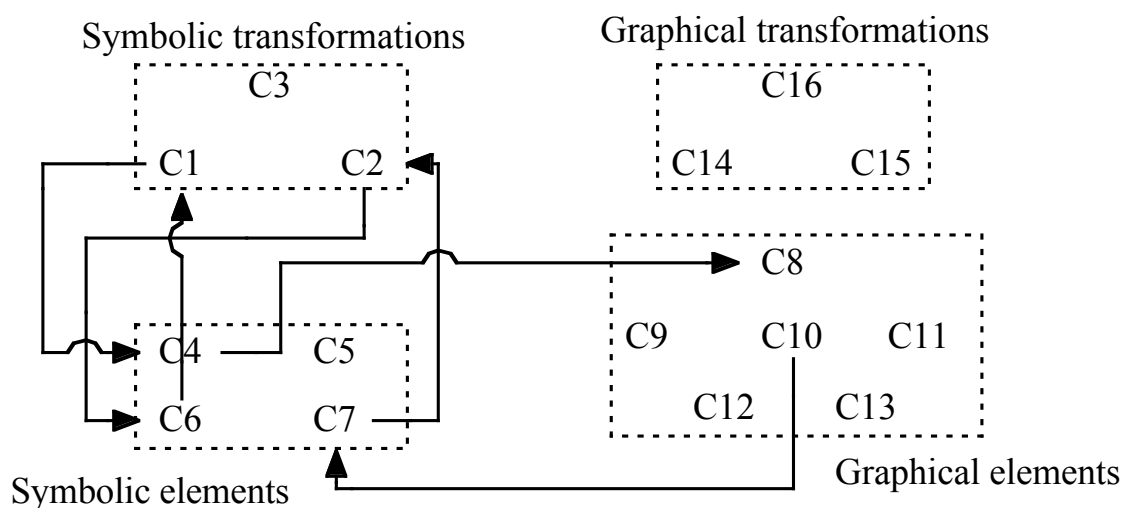 Symbolic transformations
Graphical transformations
C3
C16
C1 C2
C14 C15
C8
C9 C10 C11
C4 C5
C12 C13
C6 C7
Graphical elements
Symbolic elements